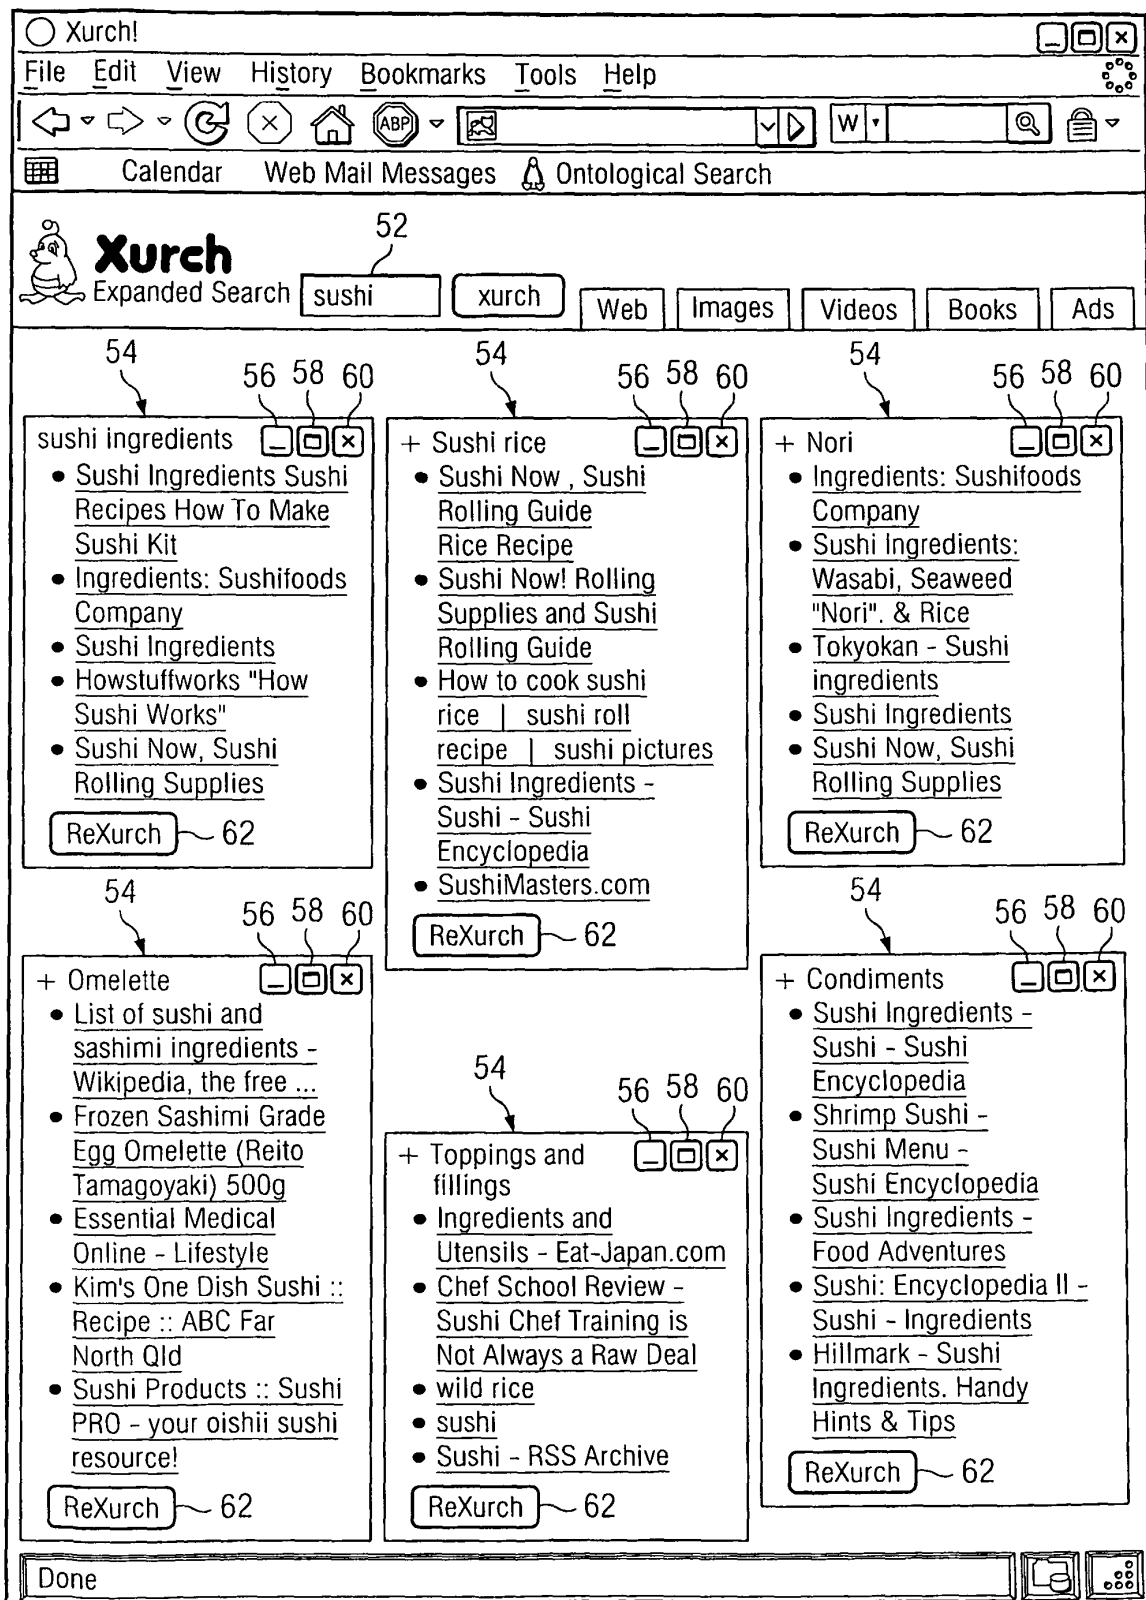 Xurch!
File Edit View History Bookmarks Tools Help
ABP W
Calendar Web Mail Messages Ontological Search
52
Xurch
Expanded Search sushi xurch Web Images Videos Books Ads
54 56 58 60
sushi ingredients
• Sushi Ingredients Sushi
Recipes How To Make
Sushi Kit
• Ingredients: Sushifoods
Company
• Sushi Ingredients
• Howstuffworks "How
Sushi Works"
• Sushi Now, Sushi
Rolling Supplies
ReXurch 62
54 56 58 60
+ Sushi rice
• Sushi Now , Sushi
Rolling Guide
Rice Recipe
• Sushi Now! Rolling
Supplies and Sushi
Rolling Guide
• How to cook sushi
rice | sushi roll
recipe | sushi pictures
• Sushi Ingredients -
Sushi - Sushi
Encyclopedia
• SushiMasters.com
ReXurch 62
54 56 58 60
+ Nori
• Ingredients: Sushifoods
Company
• Sushi Ingredients:
Wasabi, Seaweed
"Nori". & Rice
• Tokyokan - Sushi
ingredients
• Sushi Ingredients
• Sushi Now, Sushi
Rolling Supplies
ReXurch 62
54 56 58 60
+ Omelette
• List of sushi and
sashimi ingredients -
Wikipedia, the free ...
• Frozen Sashimi Grade
Egg Omelette (Reito
Tamagoyaki) 500g
• Essential Medical
Online - Lifestyle
• Kim's One Dish Sushi ::
Recipe :: ABC Far
North Qld
• Sushi Products :: Sushi
PRO - your oishii sushi
resource!
ReXurch 62
54 56 58 60
+ Toppings and
fillings
• Ingredients and
Utensils - Eat-Japan.com
• Chef School Review -
Sushi Chef Training is
Not Always a Raw Deal
• wild rice
• sushi
• Sushi - RSS Archive
ReXurch 62
54 56 58 60
+ Condiments
• Sushi Ingredients -
Sushi - Sushi
Encyclopedia
• Shrimp Sushi -
Sushi Menu -
Sushi Encyclopedia
• Sushi Ingredients -
Food Adventures
• Sushi: Encyclopedia II -
Sushi - Ingredients
• Hillmark - Sushi
Ingredients. Handy
Hints & Tips
ReXurch 62
Done